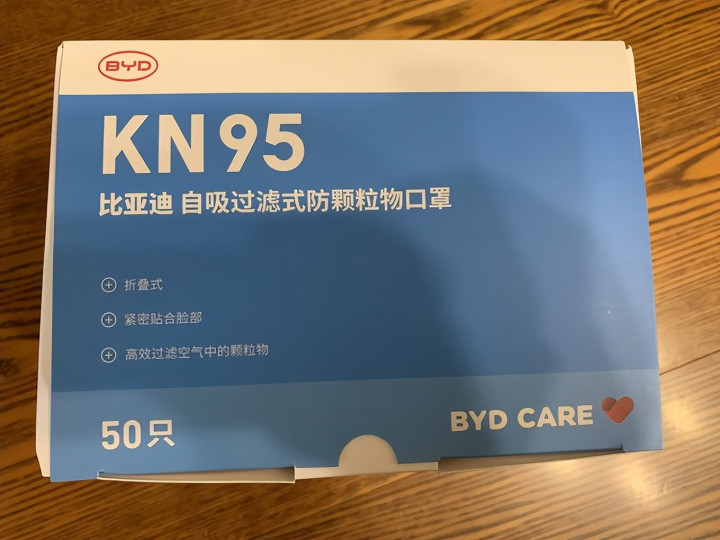 BYD
KN95
比亚迪 自吸过滤式防颗粒物口罩
折叠式
紧密贴合脸部
高效过滤空气中的颗粒物
50只
BYD CARE